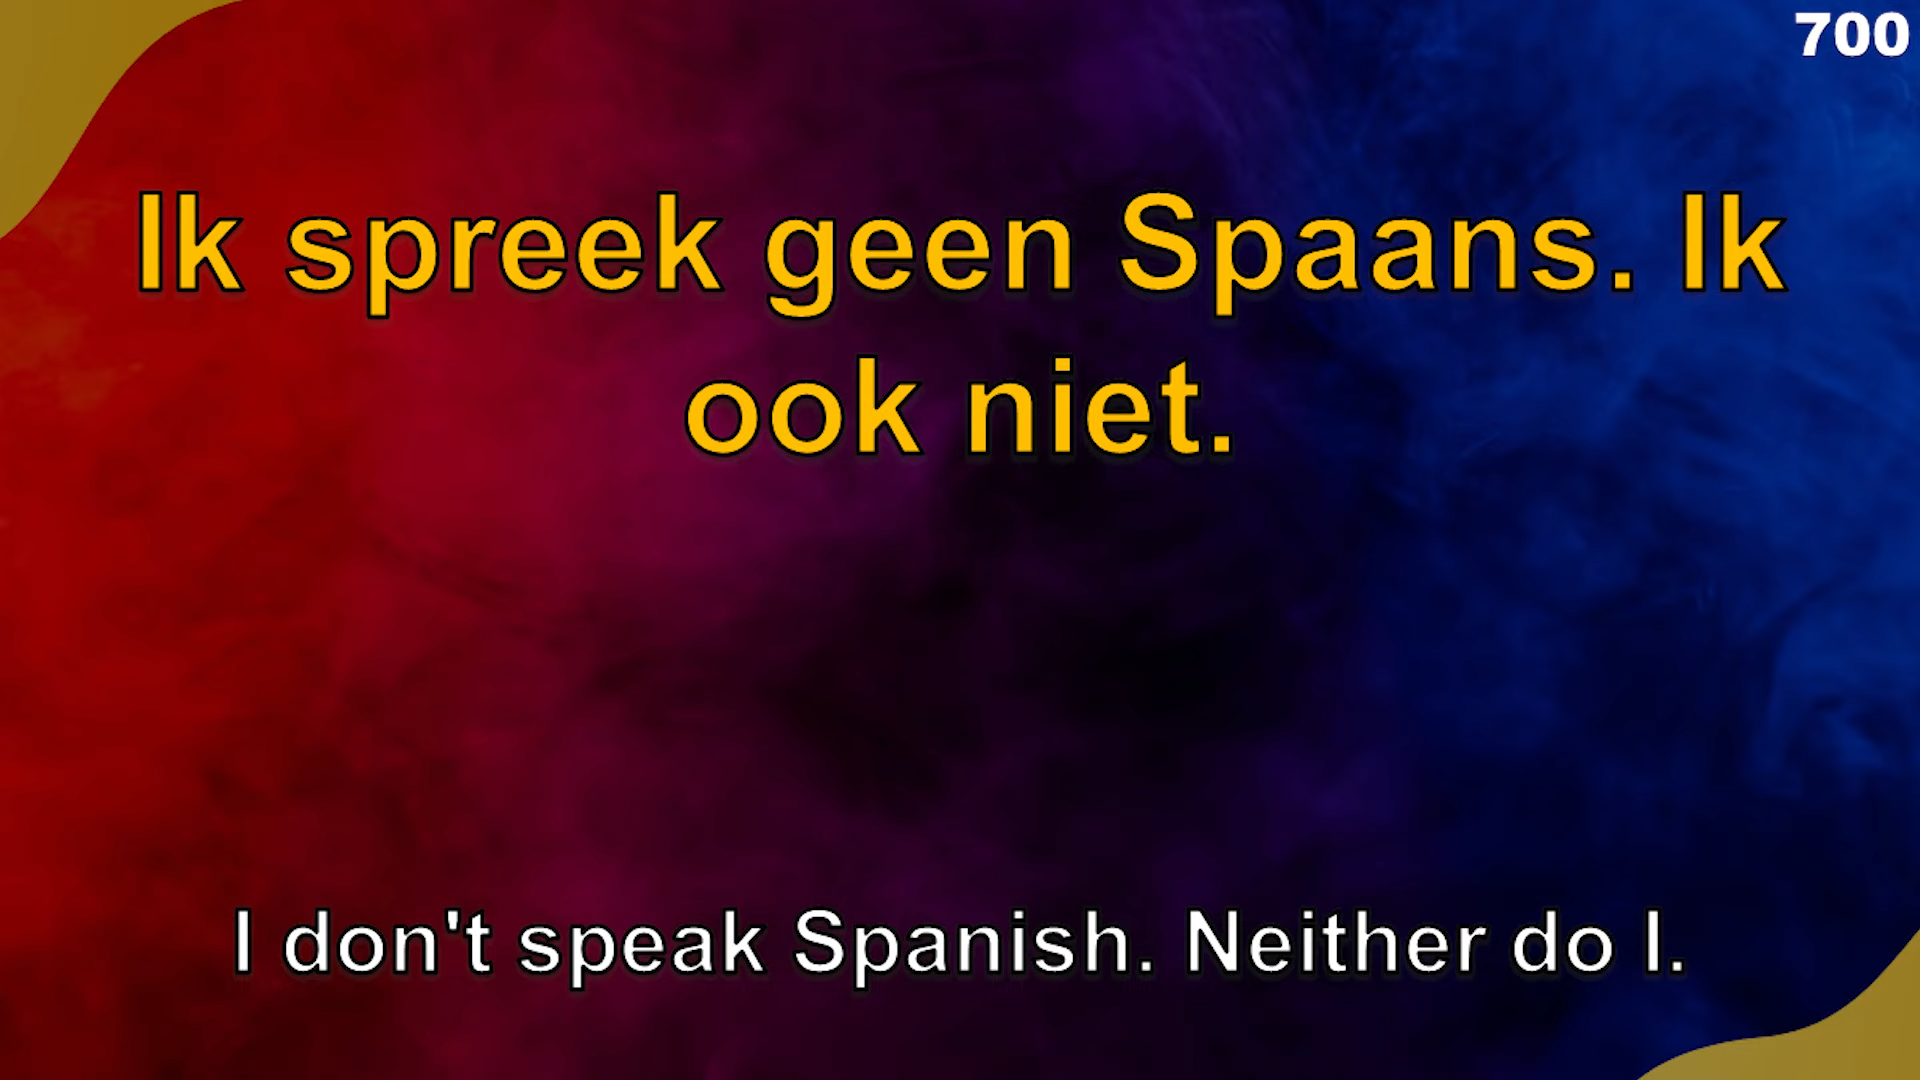 700
Ik spreek geen Spaans. Ik
ook niet.
I don't speak Spanish. Neither do I.